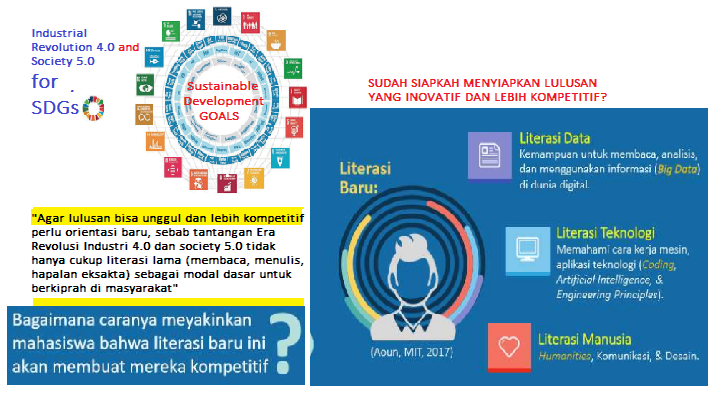 Industrial
Revolution 4.0 and
Society 5.0
for
SDGs
Sustainable
Development
GOALS
"Agar lulusan bisa unggul dan lebih kompetitif
perlu orientasi baru, sebab tantangan Era
Revolusi Industri 4.0 dan society 5.0 tidak
hanya cukup literasi lama (membaca, menulis,
hapalan eksakta) sebagai modal dasar untuk
berkiprah di masyarakat"
Bagaimana caranya meyakinkan
mahasiswa bahwa literasi baru ini
akan membuat mereka kompetitif
?
SUDAH SIAPKAH MENYIAPKAN LULUSAN
YANG INOVATIF DAN LEBIH KOMPETITIF?
Literasi
Baru:
(Aoun, MIT, 2017)
Literasi Data
Kemampuan untuk membaca, analisis,
dan menggunakan informasi (Big Data)
di dunia digital.
Literasi Teknologi
Memahami cara kerja mesin,
aplikasi teknologi (Coding,
Artificial Intelligence, &
Engineering Principles).
Literasi Manusia
Humanities, Komunikasi, & Desain.